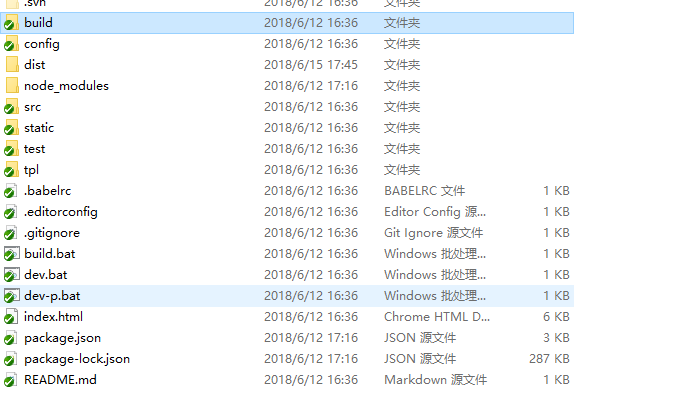 .svn 2018/6/12 16:36 文件夹
build 2018/6/12 16:36 文件夹
config 2018/6/12 16:36 文件夹
dist 2018/6/15 17:45 文件夹
node_modules 2018/6/12 17:16 文件夹
src 2018/6/12 16:36 文件夹
static 2018/6/12 16:36 文件夹
test 2018/6/12 16:36 文件夹
tpl 2018/6/12 16:36 文件夹
.babelrc 2018/6/12 16:36 BABELRC 文件 1 KB
.editorconfig 2018/6/12 16:36 Editor Config 源... 1 KB
.gitignore 2018/6/12 16:36 Git Ignore 源文件 1 KB
build.bat 2018/6/12 16:36 Windows 批处理... 1 KB
dev.bat 2018/6/12 16:36 Windows 批处理... 1 KB
dev-p.bat 2018/6/12 16:36 Windows 批处理... 1 KB
index.html 2018/6/12 16:36 Chrome HTML D... 6 KB
package.json 2018/6/12 17:16 JSON 源文件 3 KB
package-lock.json 2018/6/12 17:16 JSON 源文件 287 KB
README.md 2018/6/12 16:36 Markdown 源文件 1 KB